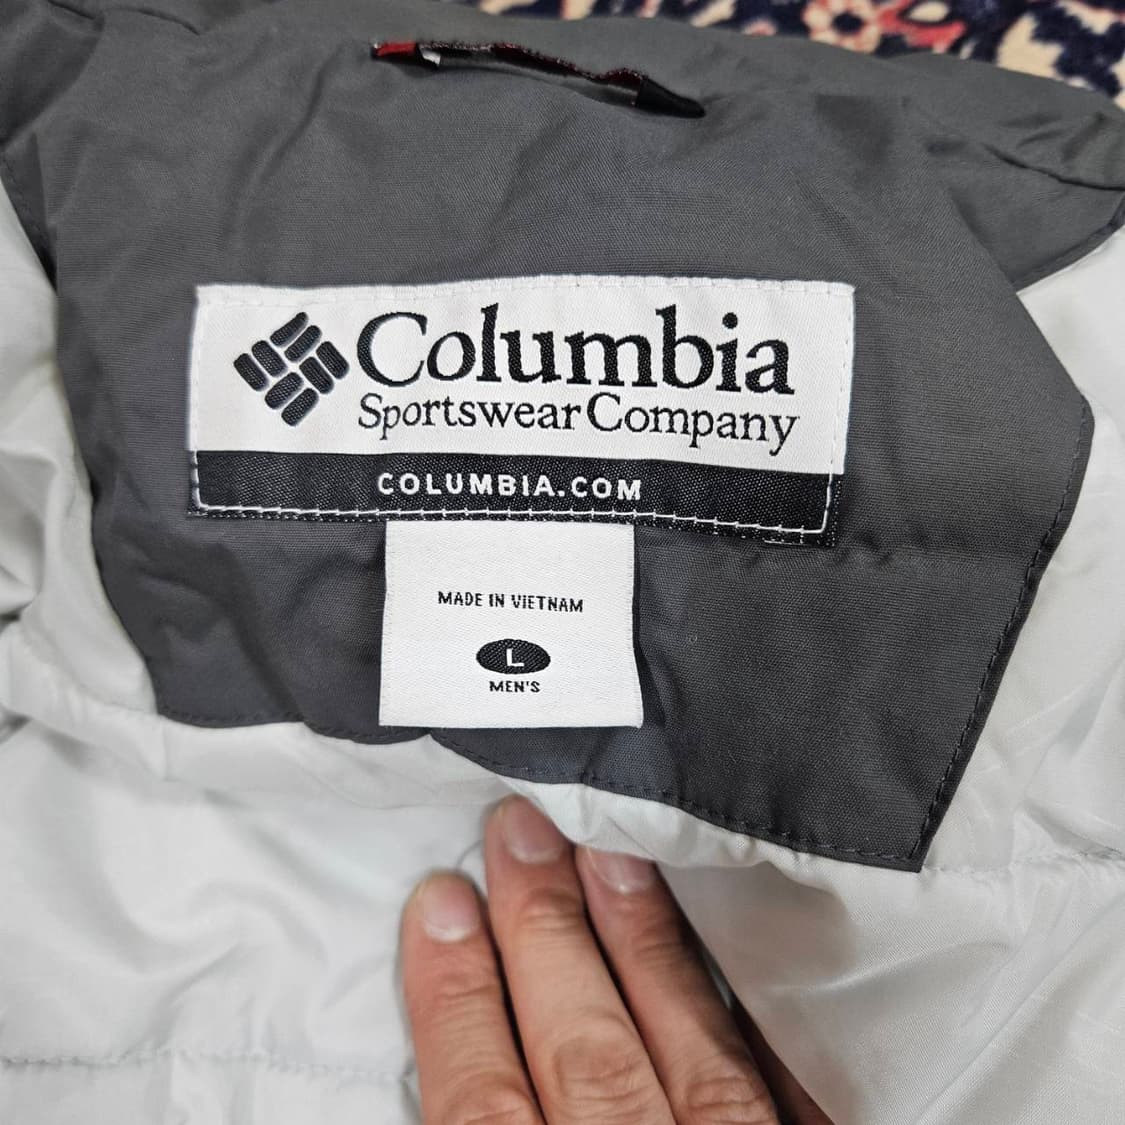 Columbia
Sportswear Company
COLUMBIA.COM
MADE IN VIETNAM
L
MEN'S